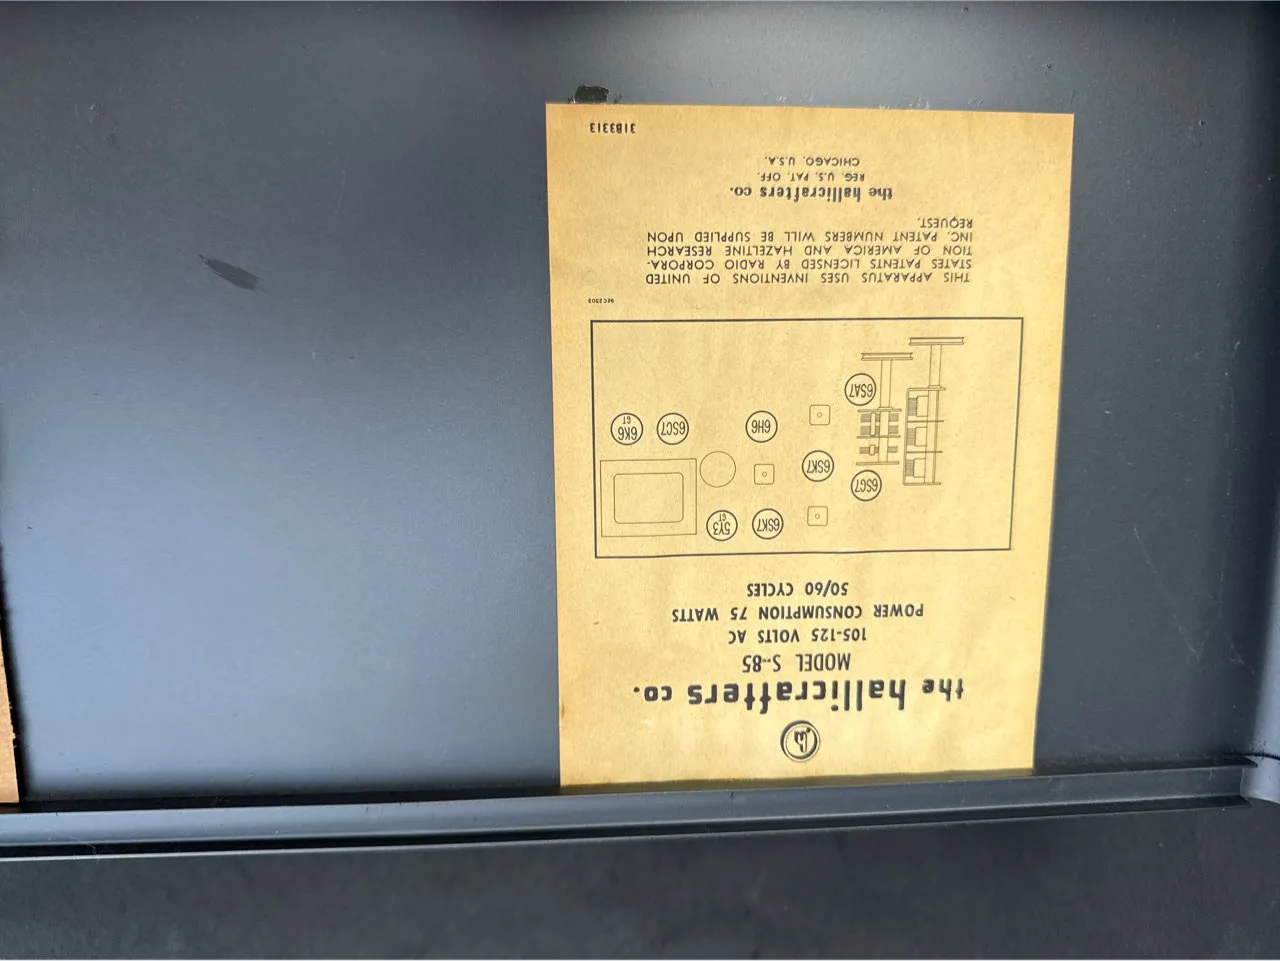 h
the hallicrafters co.
MODEL S-85
105-125 VOLTS AC
POWER CONSUMPTION 75 WATTS
50/60 CYCLES
6SK7
5Y3
GT
6SG7
6SK7
6H6
6SC7
6K6
GT
6SA7
THIS APPARATUS USES INVENTIONS OF UNITED
STATES PATENTS LICENSED BY RADIO CORPORA-
TION OF AMERICA AND HAZELTINE RESEARCH
INC. PATENT NUMBERS WILL BE SUPPLIED UPON
REQUEST.
the hallicrafters co.
REG. U.S. PAT. OFF.
CHICAGO, U.S.A.
31B3313